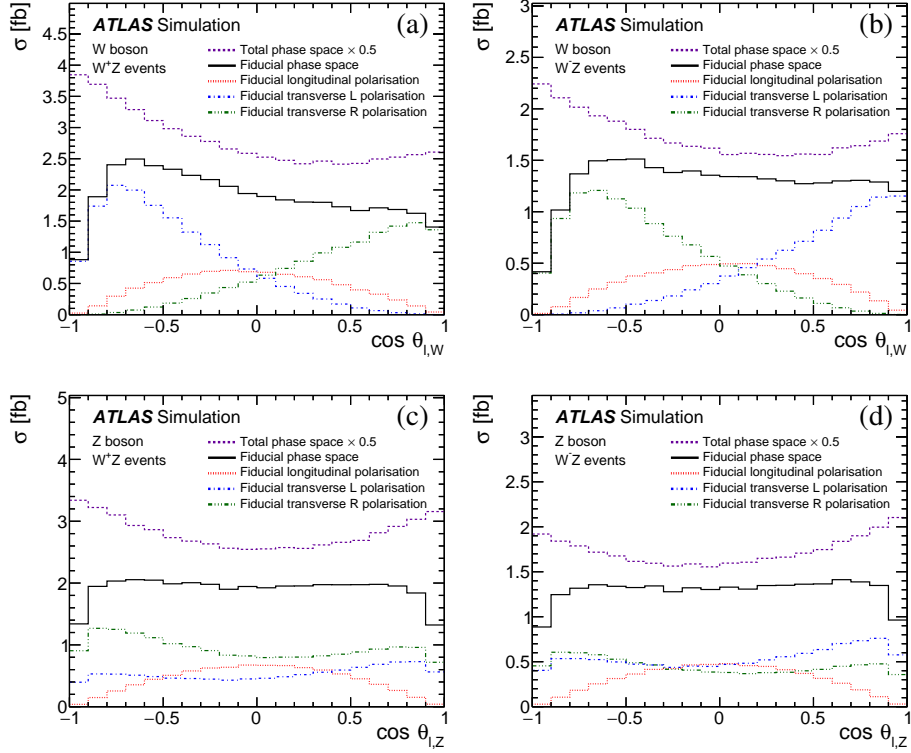 ATLAS Simulation (a)
W boson
W⁺Z events
Total phase space × 0.5
Fiducial phase space
Fiducial longitudinal polarisation
Fiducial transverse L polarisation
Fiducial transverse R polarisation
σ [fb]
4.5
4
3.5
3
2.5
2
1.5
1
0.5
0
−1 −0.5 0 0.5 1
cos θl,W
ATLAS Simulation (b)
W boson
W⁻Z events
Total phase space × 0.5
Fiducial phase space
Fiducial longitudinal polarisation
Fiducial transverse L polarisation
Fiducial transverse R polarisation
σ [fb]
3
2.5
2
1.5
1
0.5
0
−1 −0.5 0 0.5 1
cos θl,W
ATLAS Simulation (c)
Z boson
W⁺Z events
Total phase space × 0.5
Fiducial phase space
Fiducial longitudinal polarisation
Fiducial transverse L polarisation
Fiducial transverse R polarisation
σ [fb]
5
4
3
2
1
0
−1 −0.5 0 0.5 1
cos θl,Z
ATLAS Simulation (d)
Z boson
W⁻Z events
Total phase space × 0.5
Fiducial phase space
Fiducial longitudinal polarisation
Fiducial transverse L polarisation
Fiducial transverse R polarisation
σ [fb]
3
2.5
2
1.5
1
0.5
0
−1 −0.5 0 0.5 1
cos θl,Z